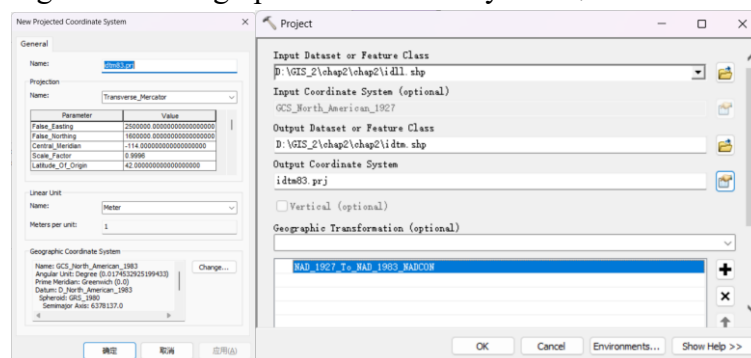 New Projected Coordinate System
General
Name:
idtm83.prj
Projection
Name:
Transverse_Mercator
Parameter Value
False_Easting 2500000.00000000000000000
False_Northing 1600000.00000000000000000
Central_Meridian -114.00000000000000000
Scale_Factor 0.9996
Latitude_Of_Origin 42.000000000000000000
Linear Unit
Name:
Meter
Meters per unit:
1
Geographic Coordinate System
Name: GCS_North_American_1983
Angular Unit: Degree (0.0174532925199433)
Prime Meridian: Greenwich (0.0)
Datum: D_North_American_1983
Spheroid: GRS_1980
Semimajor Axis: 6378137.0
Change...
确定 取消 应用(A)
Project
Input Dataset or Feature Class
D:\GIS_2\chap2\chap2\idll.shp
Input Coordinate System (optional)
GCS_North_American_1927
Output Dataset or Feature Class
D:\GIS_2\chap2\chap2\idtm.shp
Output Coordinate System
idtm83.prj
Vertical (optional)
Geographic Transformation (optional)
NAD_1927_To_NAD_1983_NADCON
OK Cancel Environments... Show Help >>